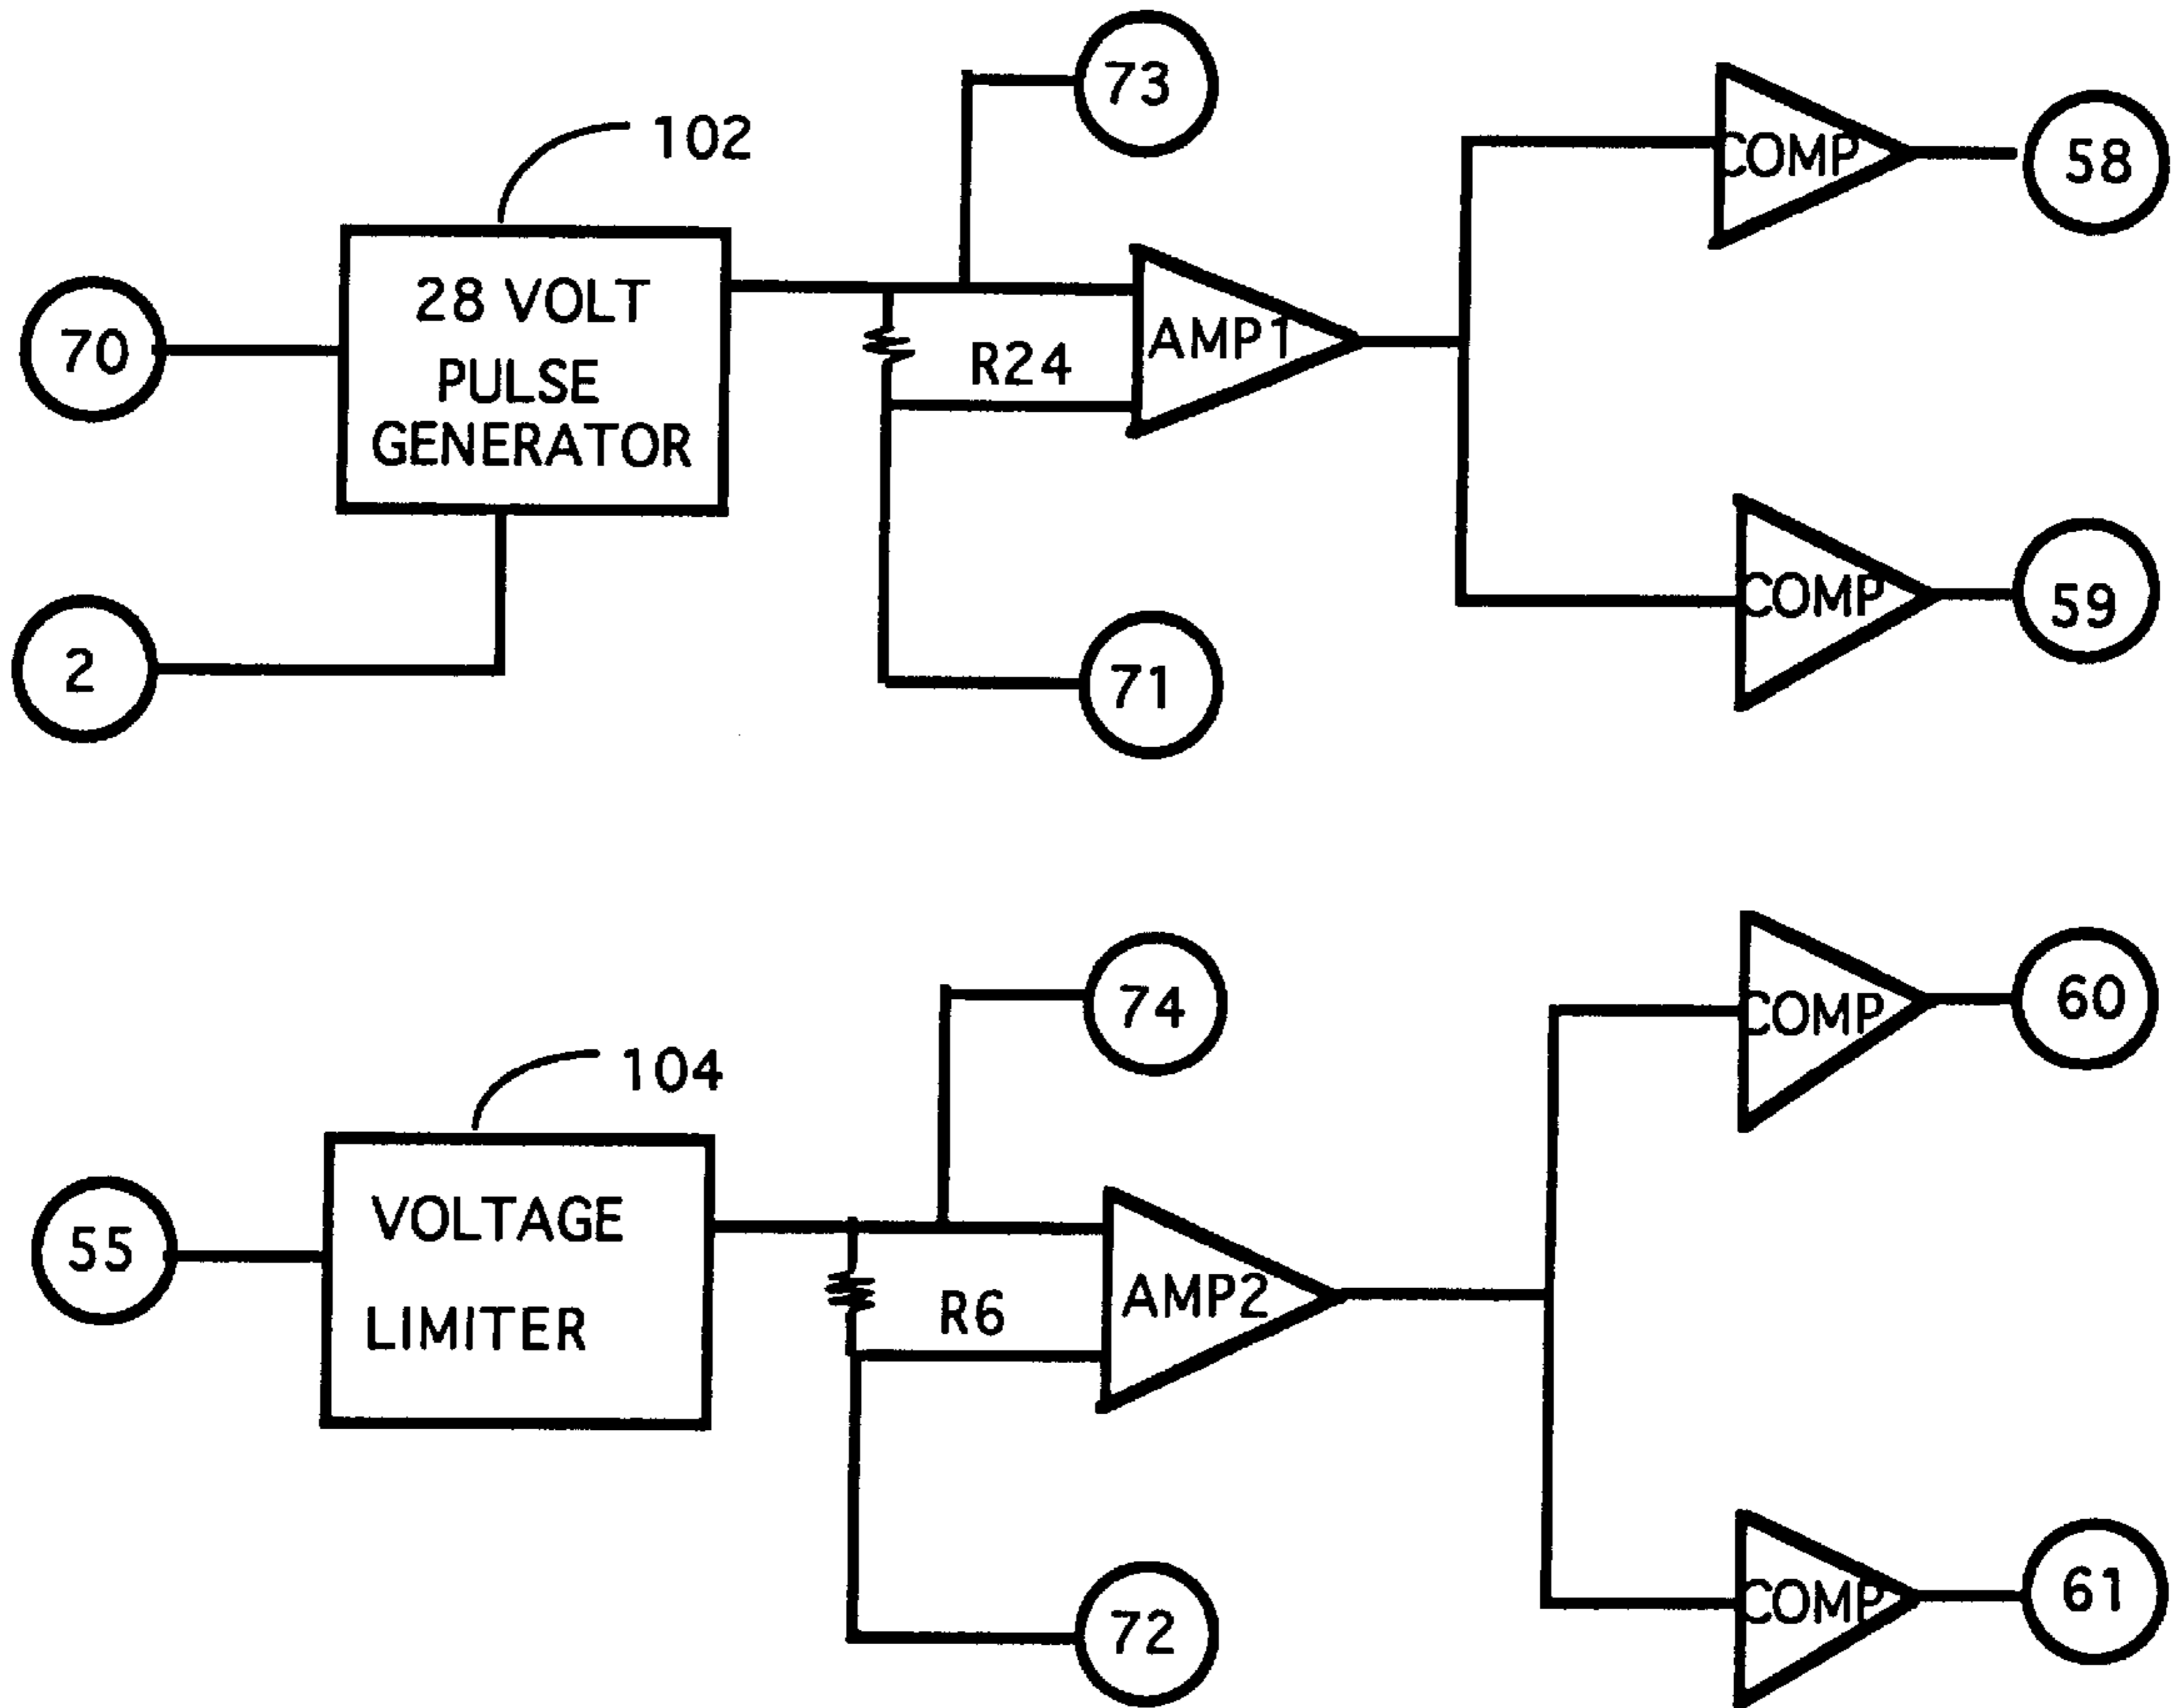 73
102
COMP
58
28 VOLT
PULSE
GENERATOR
70
AMP1
R24
COMP
59
2
71
74
COMP
60
104
VOLTAGE
LIMITER
55
AMP2
R6
COMP
61
72